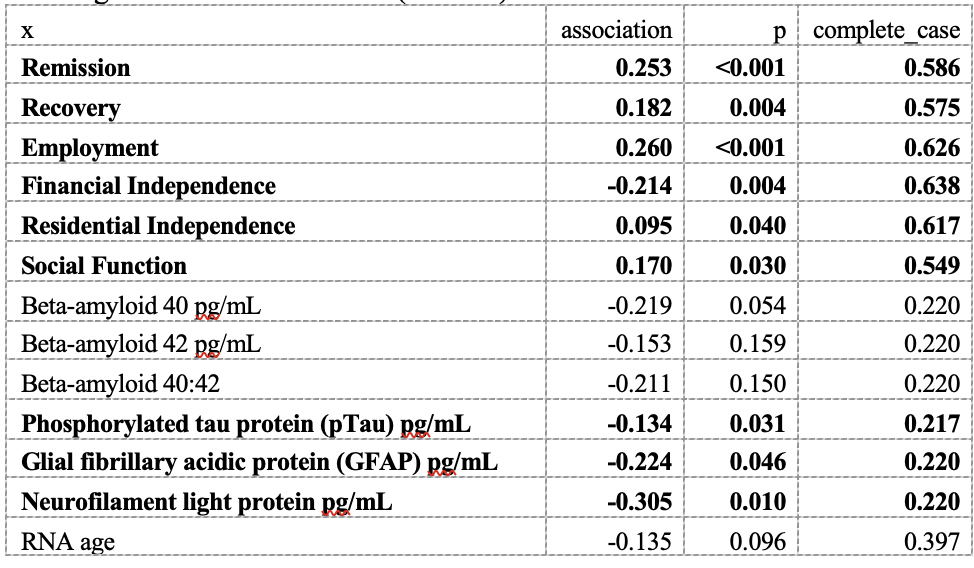 x association p complete_case
Remission 0.253 <0.001 0.586
Recovery 0.182 0.004 0.575
Employment 0.260 <0.001 0.626
Financial Independence -0.214 0.004 0.638
Residential Independence 0.095 0.040 0.617
Social Function 0.170 0.030 0.549
Beta-amyloid 40 pg/mL -0.219 0.054 0.220
Beta-amyloid 42 pg/mL -0.153 0.159 0.220
Beta-amyloid 40:42 -0.211 0.150 0.220
Phosphorylated tau protein (pTau) pg/mL -0.134 0.031 0.217
Glial fibrillary acidic protein (GFAP) pg/mL -0.224 0.046 0.220
Neurofilament light protein pg/mL -0.305 0.010 0.220
RNA age -0.135 0.096 0.397